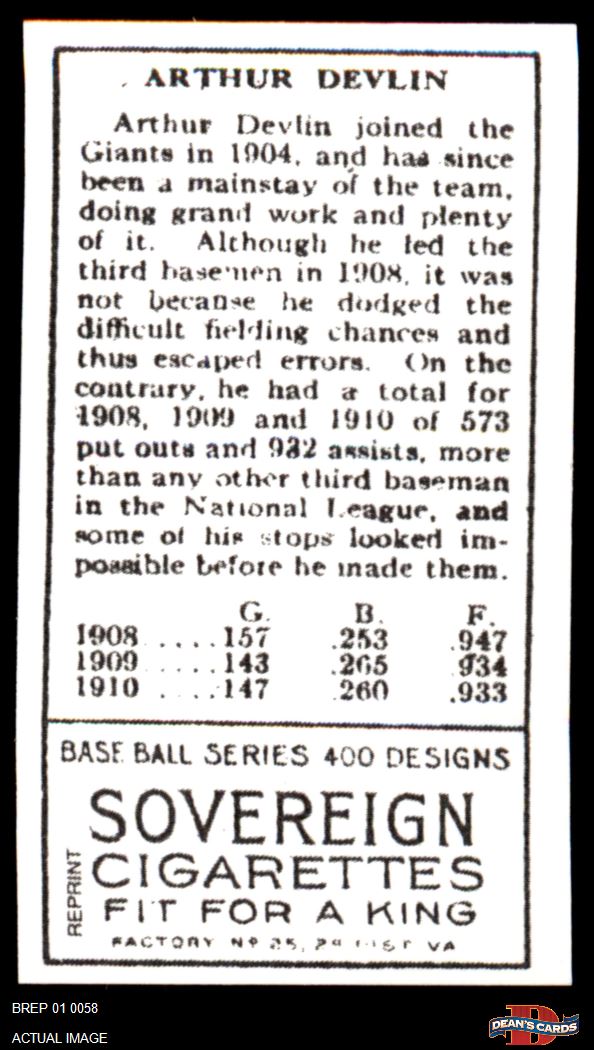 ARTHUR DEVLIN
Arthur Devlin joined the
Giants in 1904, and has since
been a mainstay of the team,
doing grand work and plenty
of it. Although he led the
third basemen in 1908, it was
not because he dodged the
difficult fielding chances and
thus escaped errors. On the
contrary, he had a total for
1908, 1909 and 1910 of 573
put outs and 932 assists, more
than any other third baseman
in the National League, and
some of his stops looked im-
possible before he made them.
G. B. F.
1908 .....157 .253 .947
1909 .....143 .265 .934
1910 .....147 .260 .933
BASE BALL SERIES 400 DESIGNS
SOVEREIGN
CIGARETTES
FIT FOR A KING
FACTORY Nº 25, 2ᴰ DIST VA
REPRINT
BREP 01 0058
ACTUAL IMAGE
D
DEAN'S CARDS